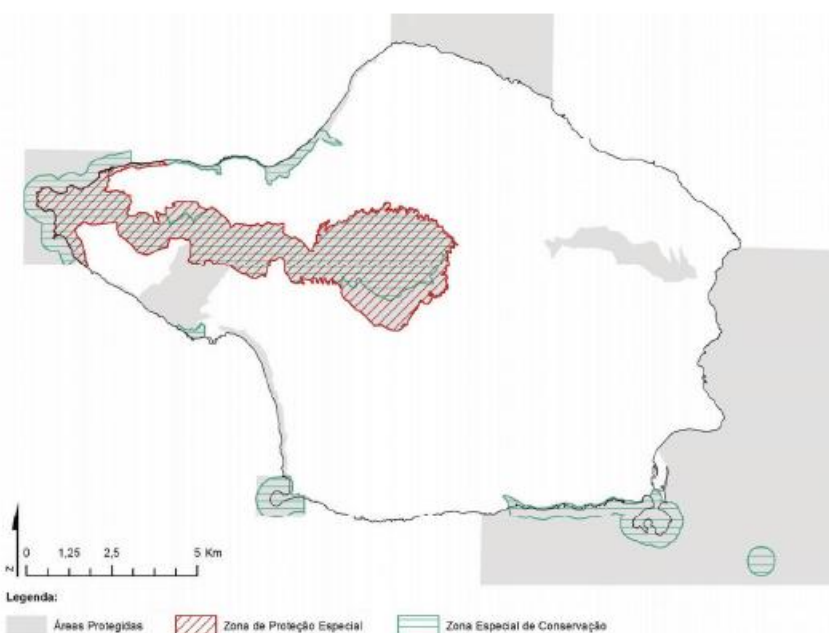 N
0 1,25 2,5 5 Km
Legenda:
Áreas Protegidas Zona de Proteção Especial Zona Especial de Conservação